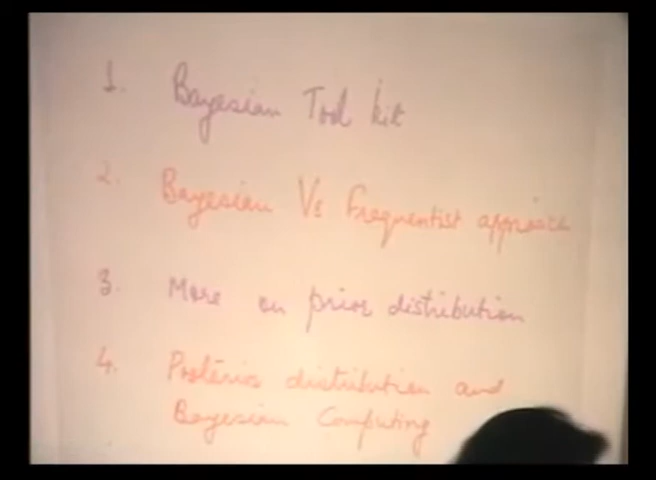 1. Bayesian Tool kit
2. Bayesian Vs Frequentist approach
3. More on prior distribution
4. Posterior distribution and
Bayesian Computing